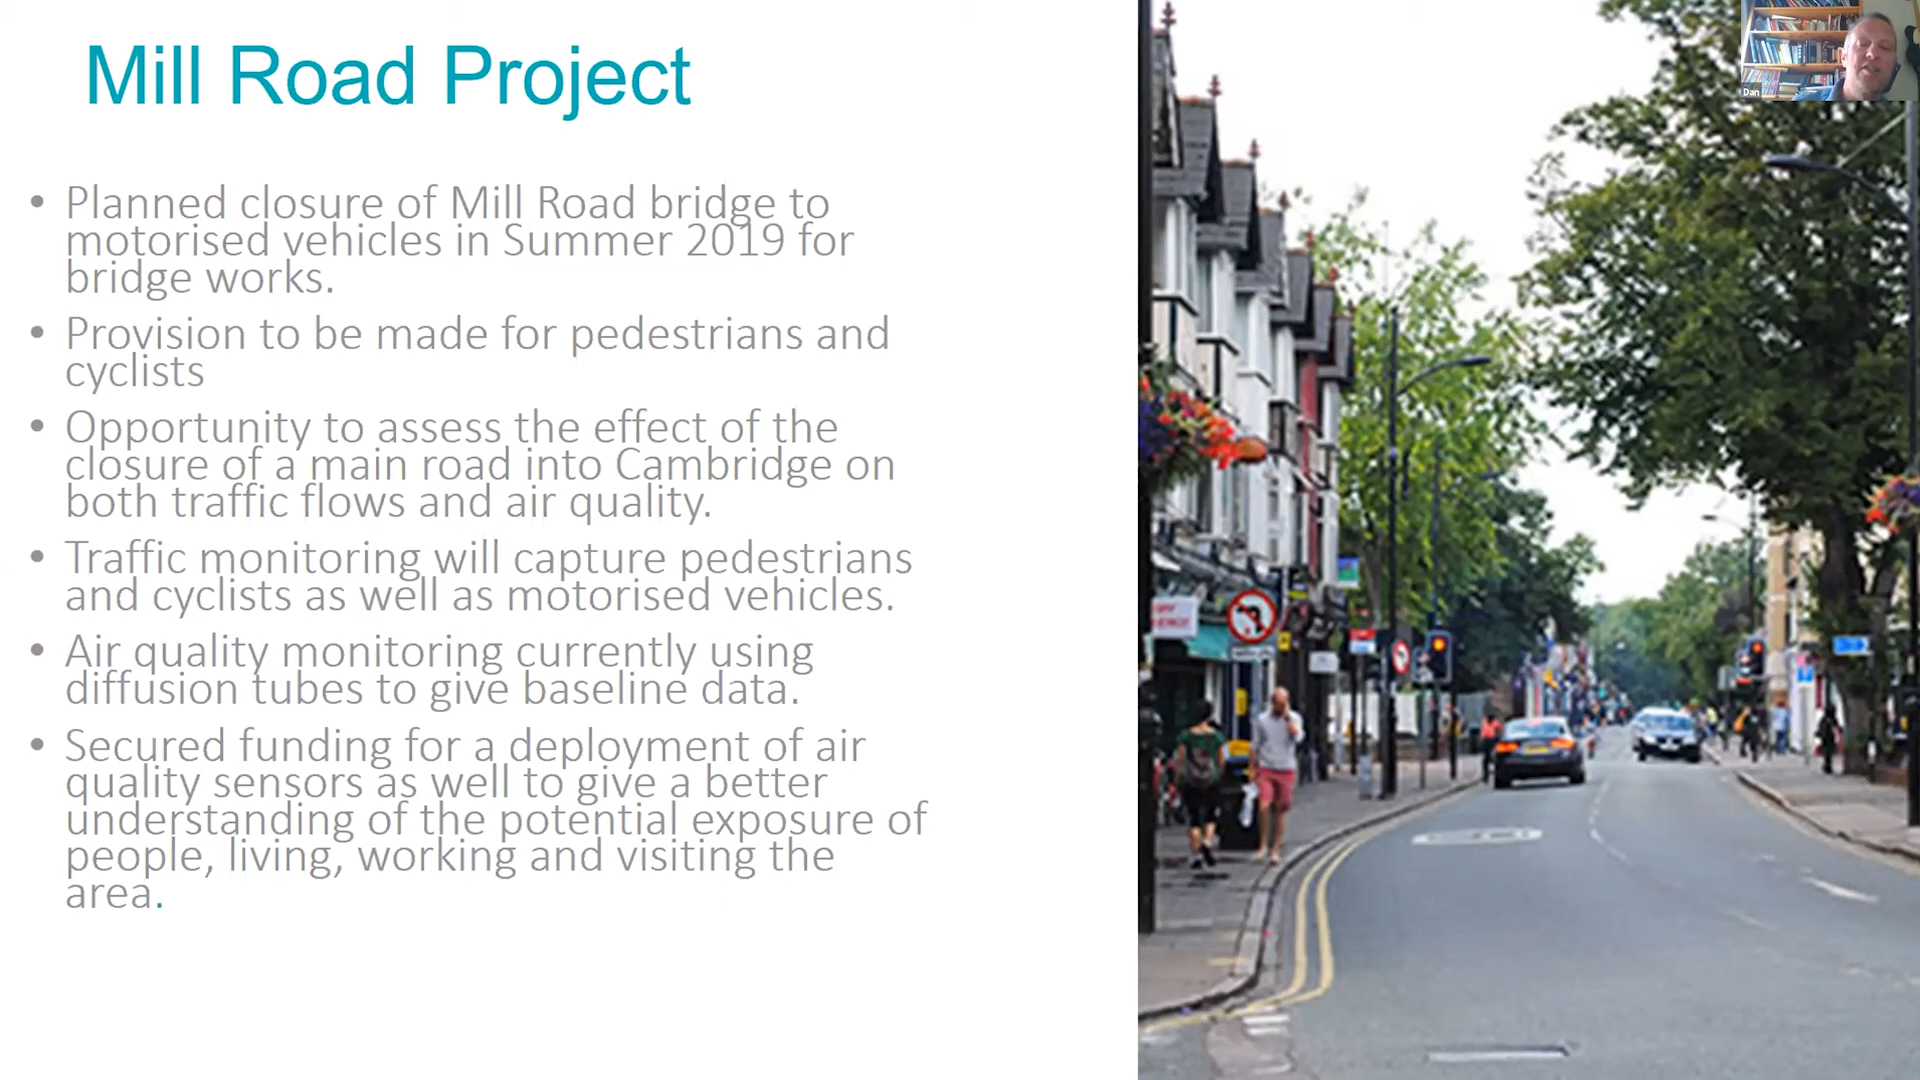 Mill Road Project
• Planned closure of Mill Road bridge to
motorised vehicles in Summer 2019 for
bridge works.
• Provision to be made for pedestrians and
cyclists
• Opportunity to assess the effect of the
closure of a main road into Cambridge on
both traffic flows and air quality.
• Traffic monitoring will capture pedestrians
and cyclists as well as motorised vehicles.
• Air quality monitoring currently using
diffusion tubes to give baseline data.
• Secured funding for a deployment of air
quality sensors as well to give a better
understanding of the potential exposure of
people, living, working and visiting the
area.
Dan